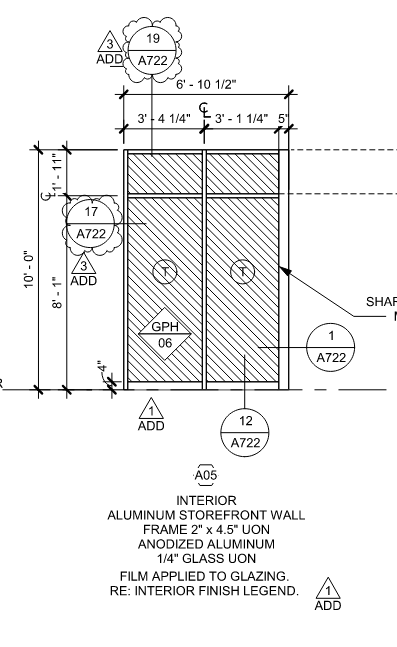 19
A722
3
ADD
6' - 10 1/2"
℄
3' - 4 1/4"
3' - 1 1/4"
5"
1' - 11"
℄
17
A722
3
ADD
10' - 0"
8' - 1"
T
T
GPH
06
SHAR
1
A722
4"
1
ADD
12
A722
A05
INTERIOR
ALUMINUM STOREFRONT WALL
FRAME 2" x 4.5" UON
ANODIZED ALUMINUM
1/4" GLASS UON
FILM APPLIED TO GLAZING.
RE: INTERIOR FINISH LEGEND.
1
ADD